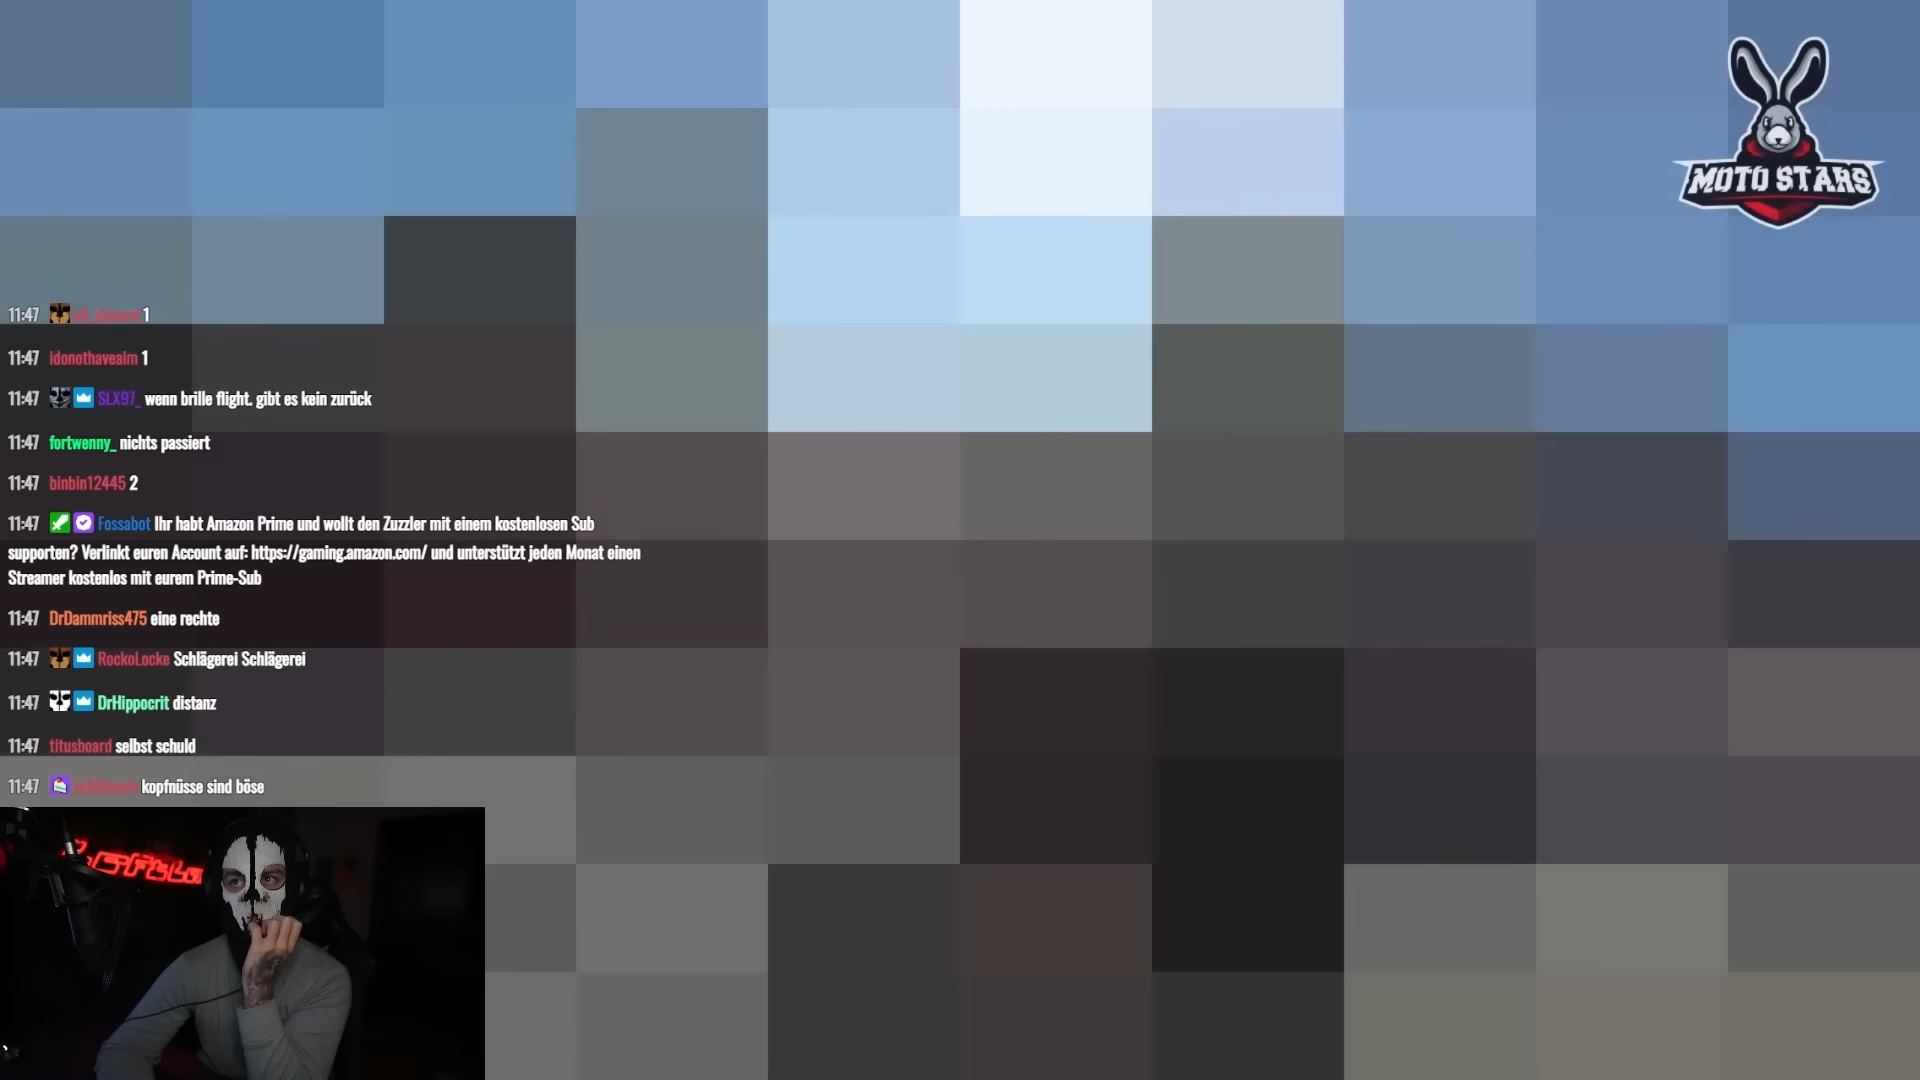 MOTO STARS
11:47 1
11:47 idonothaveaim 1
11:47 SLX97_ wenn brille flight. gibt es kein zurück
11:47 fortwenny_ nichts passiert
11:47 binbin12445 2
11:47 Fossabot Ihr habt Amazon Prime und wollt den Zuzzler mit einem kostenlosen Sub
supporten? Verlinkt euren Account auf: https://gaming.amazon.com/ und unterstützt jeden Monat einen
Streamer kostenlos mit eurem Prime-Sub
11:47 DrDammriss475 eine rechte
11:47 RockoLocke Schlägerei Schlägerei
11:47 DrHippocrit distanz
11:47 titusboard selbst schuld
11:47 kopfnüsse sind böse